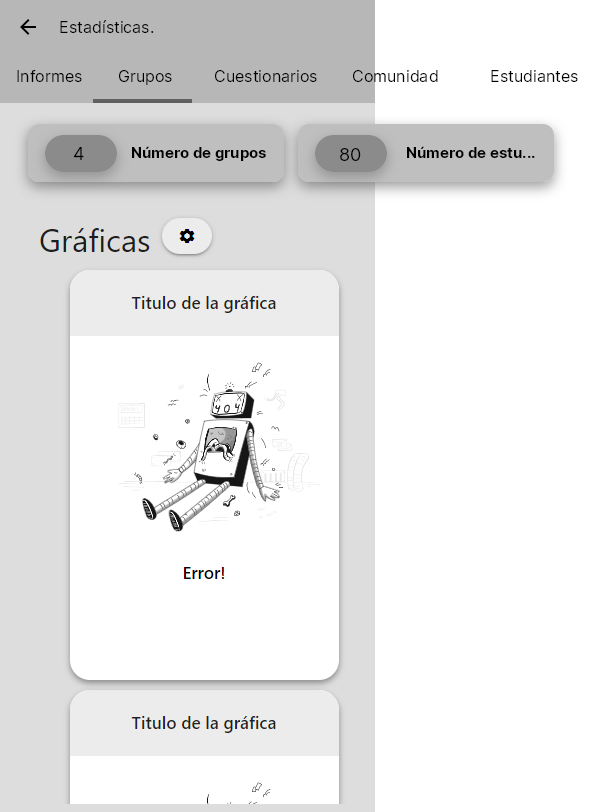 Estadísticas.
Informes Grupos Cuestionarios Comunidad Estudiantes
4 Número de grupos 80 Número de estu...
Gráficas
Titulo de la gráfica
404
Error!
Titulo de la gráfica